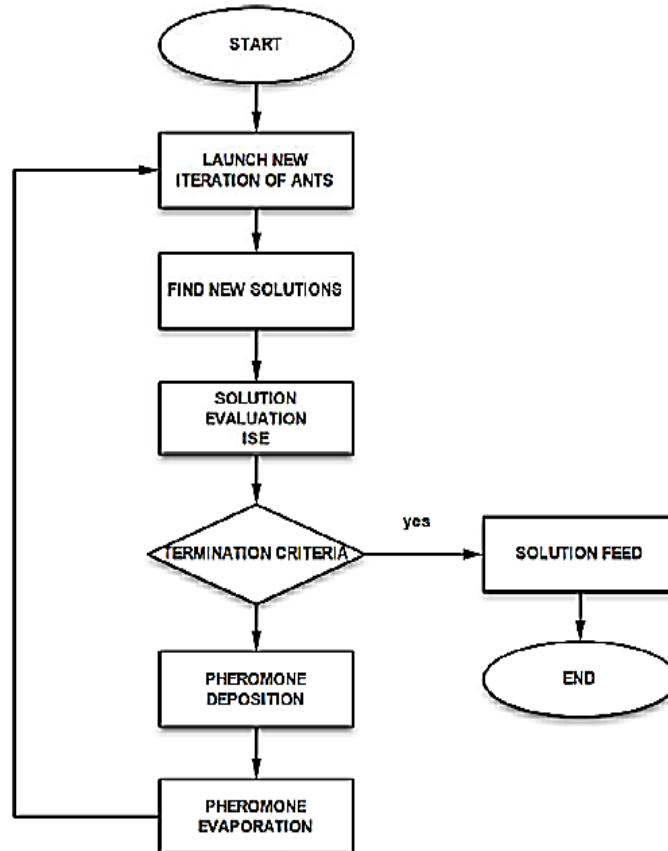 START
LAUNCH NEW
ITERATION OF ANTS
FIND NEW SOLUTIONS
SOLUTION
EVALUATION
ISE
TERMINATION CRITERIA
yes
SOLUTION FEED
END
PHEROMONE
DEPOSITION
PHEROMONE
EVAPORATION